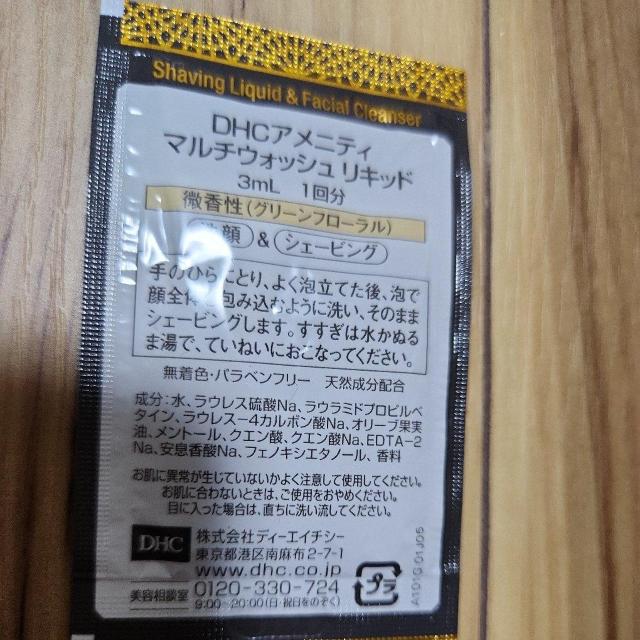 Shaving Liquid & Facial Cleanser
DHCアメニティ
マルチウォッシュ リキッド
3mL 1回分
微香性(グリーンフローラル)
洗顔 & シェービング
手のひらにとり、よく泡立てた後、泡で
顔全体を包み込むように洗い、そのまま
シェービングします。すすぎは水かぬる
ま湯で、ていねいにおこなってください。
無着色・パラベンフリー 天然成分配合
成分:水、ラウレス硫酸Na、ラウラミドプロピルベ
タイン、ラウレス-4カルボン酸Na、オリーブ果実
油、メントール、クエン酸、クエン酸Na、EDTA-2
Na、安息香酸Na、フェノキシエタノール、香料
お肌に異常が生じていないかよく注意して使用してください。
お肌に合わないときは、ご使用をおやめください。
目に入った場合は、直ちに洗い流してください。
DHC 株式会社ディーエイチシー
東京都港区南麻布2-7-1
www.dhc.co.jp
美容相談室 0120-330-724
9:00~20:00(日・祝日をのぞく)
プラ
A101G 01 J05